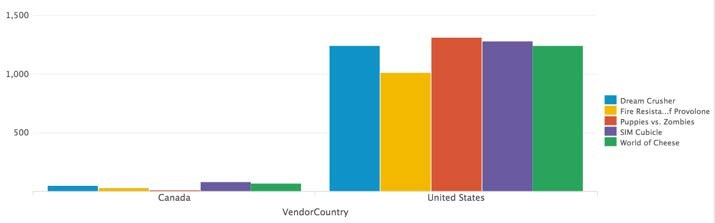 1,500
1,000
500
Canada
United States
VendorCountry
Dream Crusher
Fire Resista...f Provolone
Puppies vs. Zombies
SIM Cubicle
World of Cheese